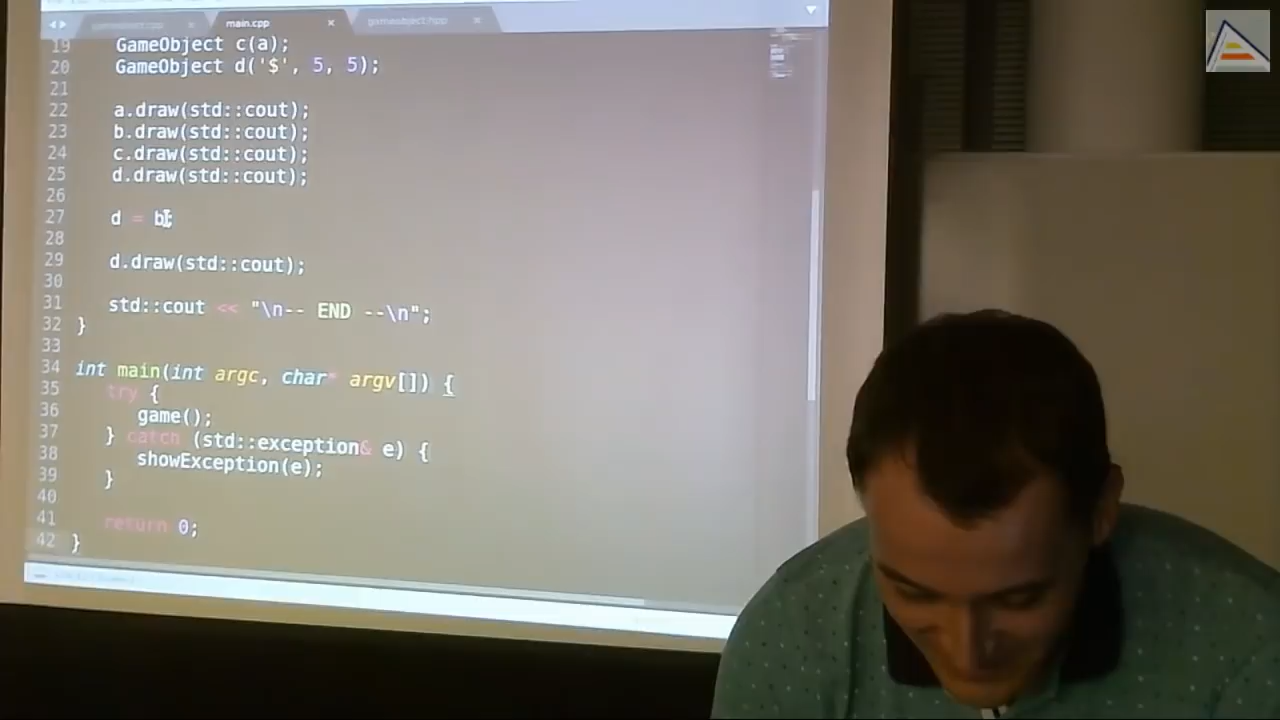 main.cpp
gameobject.hpp
19 GameObject c(a);
20 GameObject d('$', 5, 5);
21
22 a.draw(std::cout);
23 b.draw(std::cout);
24 c.draw(std::cout);
25 d.draw(std::cout);
26
27 d = b;
28
29 d.draw(std::cout);
30
31 std::cout << "\n-- END --\n";
32 }
33
34 int main(int argc, char* argv[]) {
35 try {
36 game();
37 } catch (std::exception& e) {
38 showException(e);
39 }
40
41 return 0;
42 }